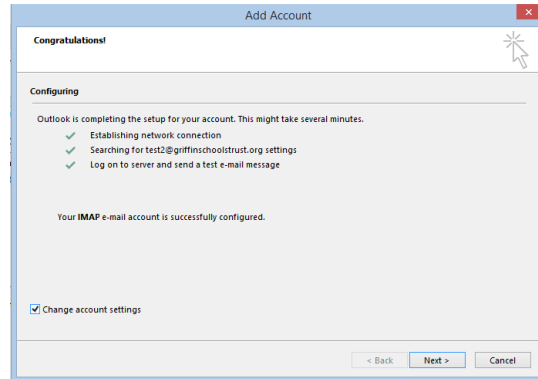 Add Account
Congratulations!
Configuring
Outlook is completing the setup for your account. This might take several minutes.
Establishing network connection
Searching for test2@griffinschoolstrust.org settings
Log on to server and send a test e-mail message
Your IMAP e-mail account is successfully configured.
Change account settings
< Back Next > Cancel